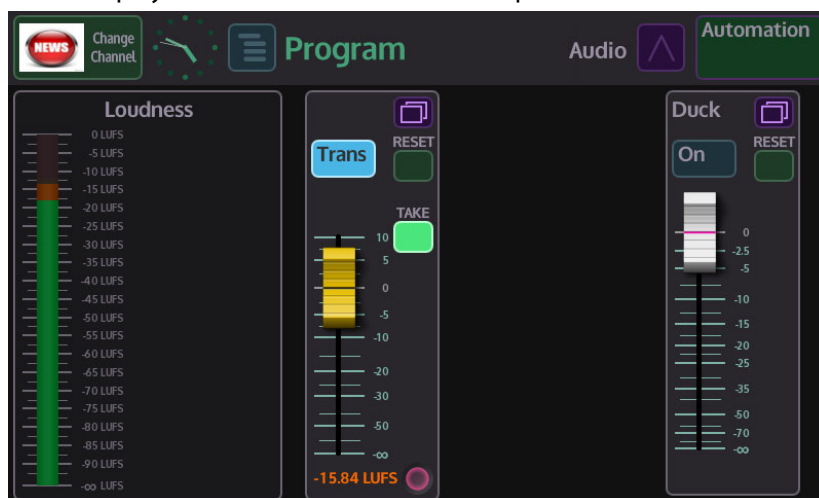 NEWS
Change
Channel
Program
Audio
Automation
Loudness
0 LUFS
-5 LUFS
-10 LUFS
-15 LUFS
-20 LUFS
-25 LUFS
-30 LUFS
-35 LUFS
-40 LUFS
-45 LUFS
-50 LUFS
-55 LUFS
-60 LUFS
-65 LUFS
-70 LUFS
-75 LUFS
-80 LUFS
-85 LUFS
-90 LUFS
-∞ LUFS
Trans
RESET
TAKE
10
5
0
-5
-10
-20
-30
-50
-∞
-15.84 LUFS
Duck
On
RESET
0
-2.5
-5
-10
-15
-20
-25
-35
-50
-70
-∞